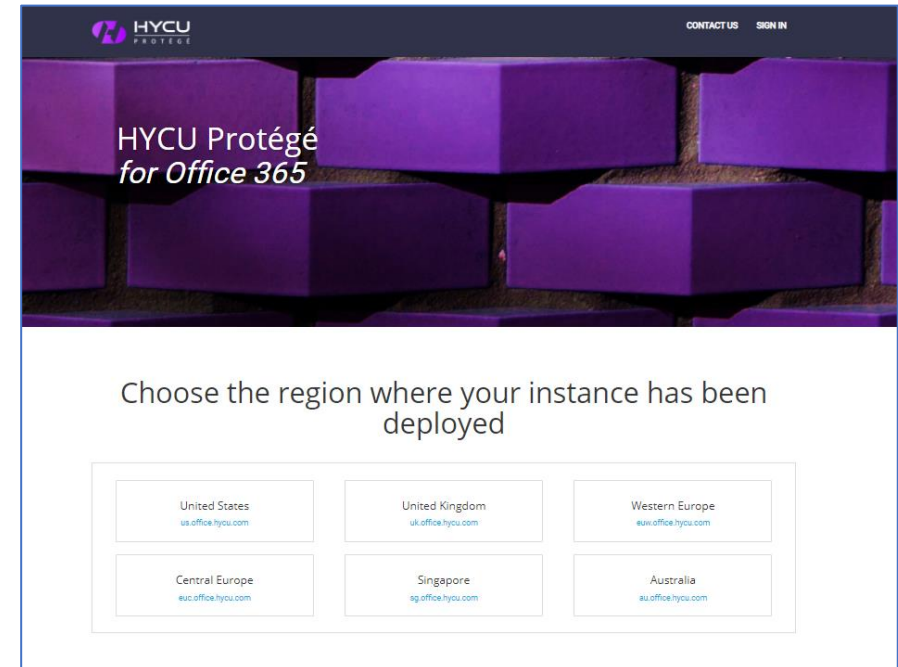 HYCU
PROTÉGÉ
CONTACT US SIGN IN
HYCU Protégé
for Office 365
Choose the region where your instance has been
deployed
United States
us.office.hycu.com
United Kingdom
uk.office.hycu.com
Western Europe
euw.office.hycu.com
Central Europe
euc.office.hycu.com
Singapore
sg.office.hycu.com
Australia
au.office.hycu.com